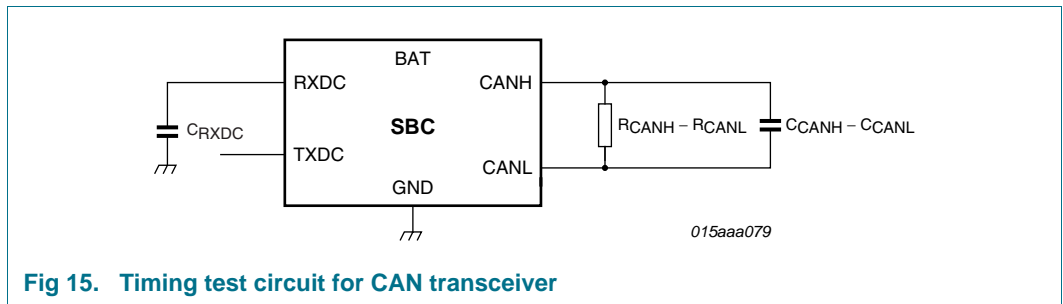 BAT
RXDC
CANH
CRXDC
SBC
RCANH – RCANL
CCANH – CCANL
TXDC
CANL
GND
015aaa079
Fig 15. Timing test circuit for CAN transceiver